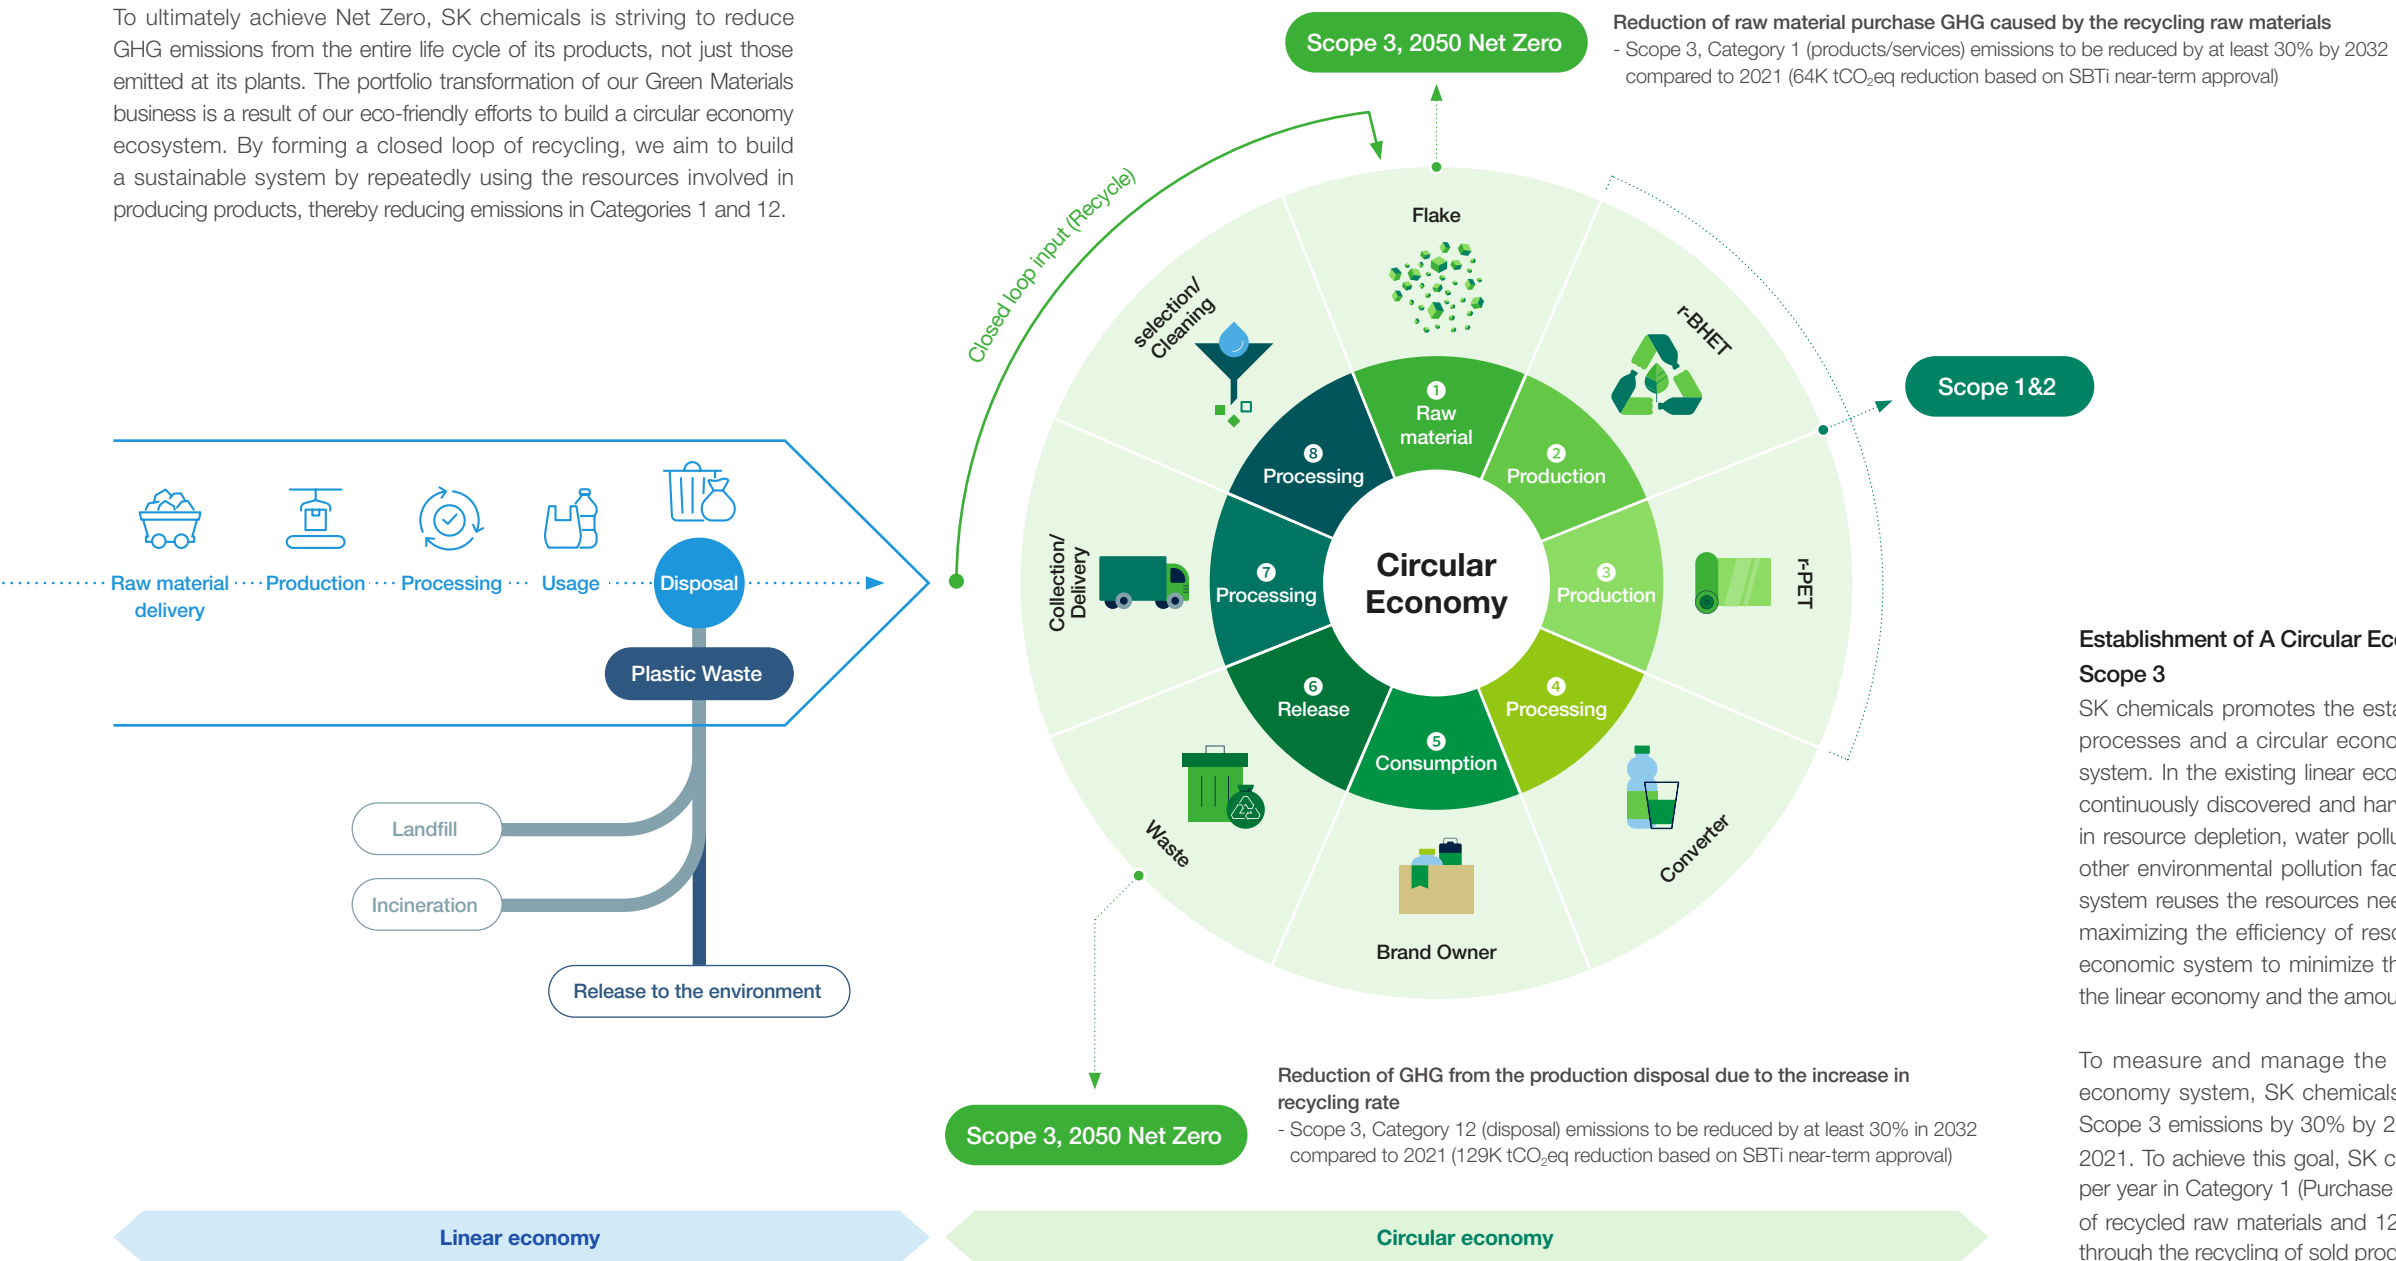 To ultimately achieve Net Zero, SK chemicals is striving to reduce
GHG emissions from the entire life cycle of its products, not just those
emitted at its plants. The portfolio transformation of our Green Materials
business is a result of our eco-friendly efforts to build a circular economy
ecosystem. By forming a closed loop of recycling, we aim to build
a sustainable system by repeatedly using the resources involved in
producing products, thereby reducing emissions in Categories 1 and 12.
Scope 3, 2050 Net Zero
Reduction of raw material purchase GHG caused by the recycling raw materials
- Scope 3, Category 1 (products/services) emissions to be reduced by at least 30% by 2032
compared to 2021 (64K tCO₂eq reduction based on SBTi near-term approval)
Closed loop input (Recycle)
Raw material
delivery
Production
Processing
Usage
Disposal
Plastic Waste
Landfill
Incineration
Release to the environment
Flake
r-BHET
r-PET
Converter
Brand Owner
Waste
Collection/
Delivery
selection/
Cleaning
1
Raw
material
2
Production
3
Production
4
Processing
5
Consumption
6
Release
7
Processing
8
Processing
Circular
Economy
Scope 1&2
Scope 3, 2050 Net Zero
Reduction of GHG from the production disposal due to the increase in
recycling rate
- Scope 3, Category 12 (disposal) emissions to be reduced by at least 30% in 2032
compared to 2021 (129K tCO₂eq reduction based on SBTi near-term approval)
Linear economy
Circular economy
Establishment of A Circular
Scope 3
SK chemicals promotes the
processes and a circular
system. In the existing linear
continuously discovered and
in resource depletion, water
other environmental pollution
system reuses the resources
maximizing the efficiency of
economic system to minimize
the linear economy and the
To measure and manage the
economy system, SK chemicals
Scope 3 emissions by 30% by
2021. To achieve this goal, SK
per year in Category 1 (Purchase
of recycled raw materials and
through the recycling of sold